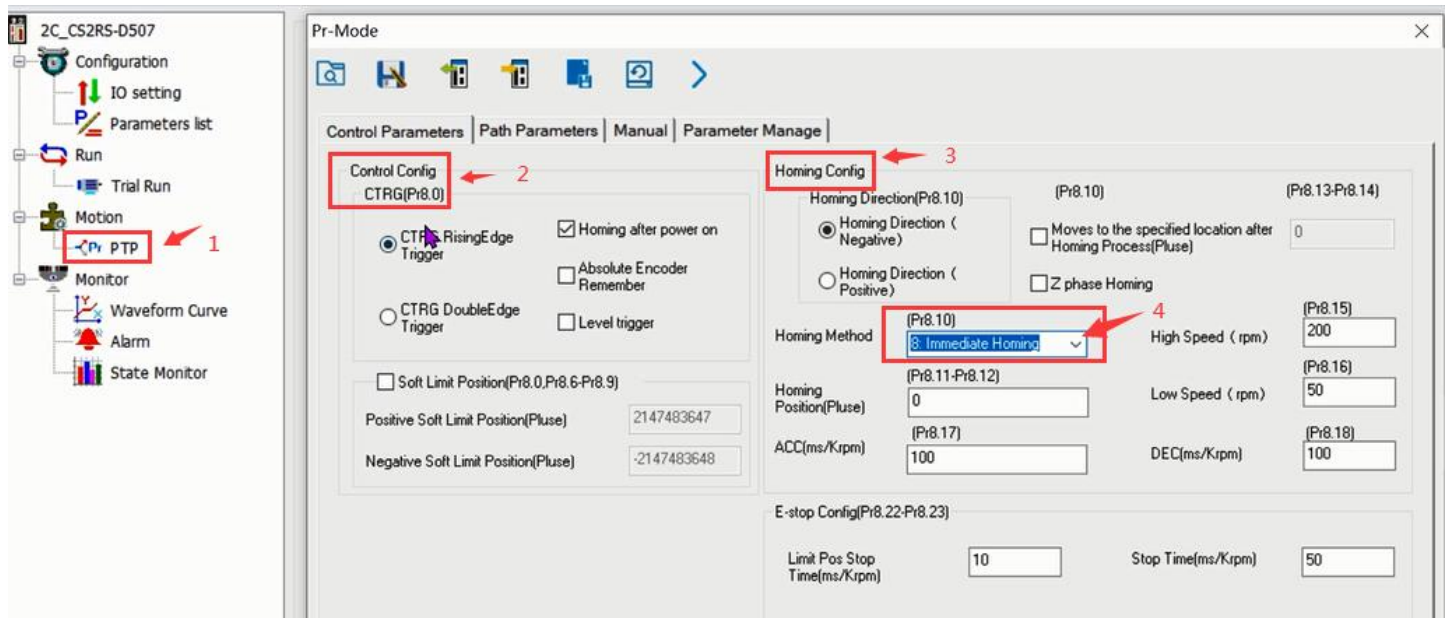 2C_CS2RS-D507
Configuration
IO setting
Parameters list
Run
Trial Run
Motion
Pr PTP
1
Monitor
Waveform Curve
Alarm
State Monitor
Pr-Mode
Control Parameters
Path Parameters
Manual
Parameter Manage
Control Config
2
CTRG(Pr8.0)
CTRG RisingEdge
Trigger
Homing after power on
Absolute Encoder
Remember
CTRG DoubleEdge
Trigger
Level trigger
Soft Limit Position(Pr8.0,Pr8.6-Pr8.9)
Positive Soft Limit Position(Pluse)
2147483647
Negative Soft Limit Position(Pluse)
-2147483648
Homing Config
3
Homing Direction(Pr8.10)
Homing Direction (
Negative)
Homing Direction (
Positive)
(Pr8.10)
(Pr8.13-Pr8.14)
Moves to the specified location after
Homing Process(Pluse)
0
Z phase Homing
4
Homing Method
(Pr8.10)
8: Immediate Homing
High Speed ( rpm)
(Pr8.15)
200
Homing
Position(Pluse)
(Pr8.11-Pr8.12)
0
Low Speed ( rpm)
(Pr8.16)
50
ACC(ms/Krpm)
(Pr8.17)
100
DEC(ms/Krpm)
(Pr8.18)
100
E-stop Config(Pr8.22-Pr8.23)
Limit Pos Stop
Time(ms/Krpm)
10
Stop Time(ms/Krpm)
50